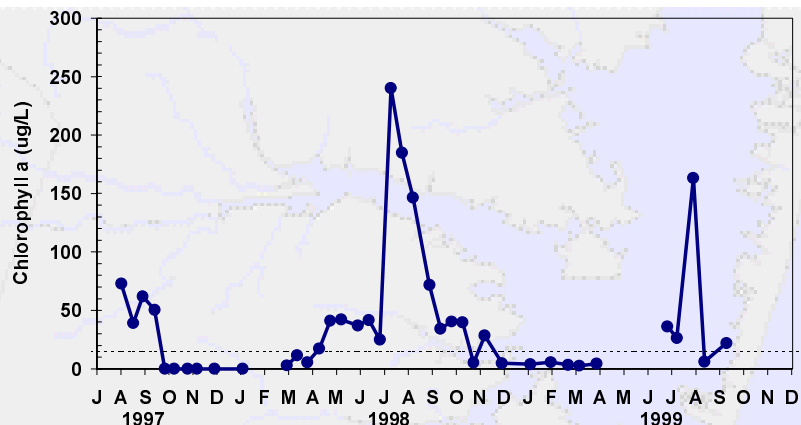 300
250
200
150
100
50
0
Chlorophyll a (ug/L)
J A S O N D J F M A M J J A S O N D J F M A M J J A S O N D
1997 1998 1999